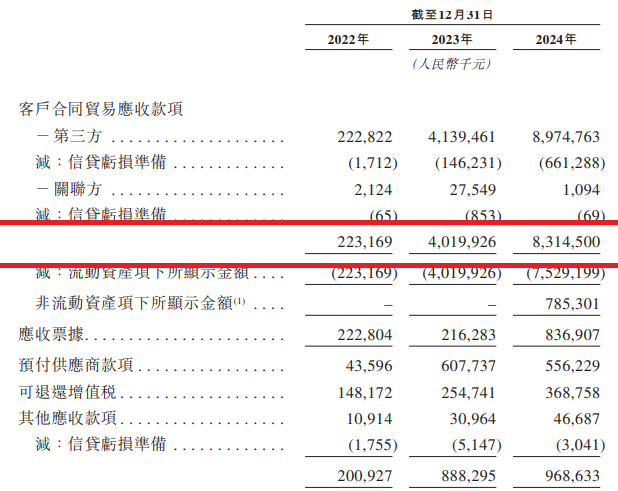 截至12月31日
2022年 2023年 2024年
(人民幣千元)
客戶合同貿易應收款項
－第三方 .................... 222,822 4,139,461 8,974,763
減：信貸虧損準備 ............. (1,712) (146,231) (661,288)
－關聯方 .................... 2,124 27,549 1,094
減：信貸虧損準備 ............. (65) (853) (69)
223,169 4,019,926 8,314,500
減：流動資產項下所顯示金額 .... (223,169) (4,019,926) (7,529,199)
非流動資產項下所顯示金額(1) .... – – 785,301
應收票據 ....................... 222,804 216,283 836,907
預付供應商款項 ................. 43,596 607,737 556,229
可退還增值税 ................... 148,172 254,741 368,758
其他應收款項 ................... 10,914 30,964 46,687
減：信貸虧損準備 ............. (1,755) (5,147) (3,041)
200,927 888,295 968,633